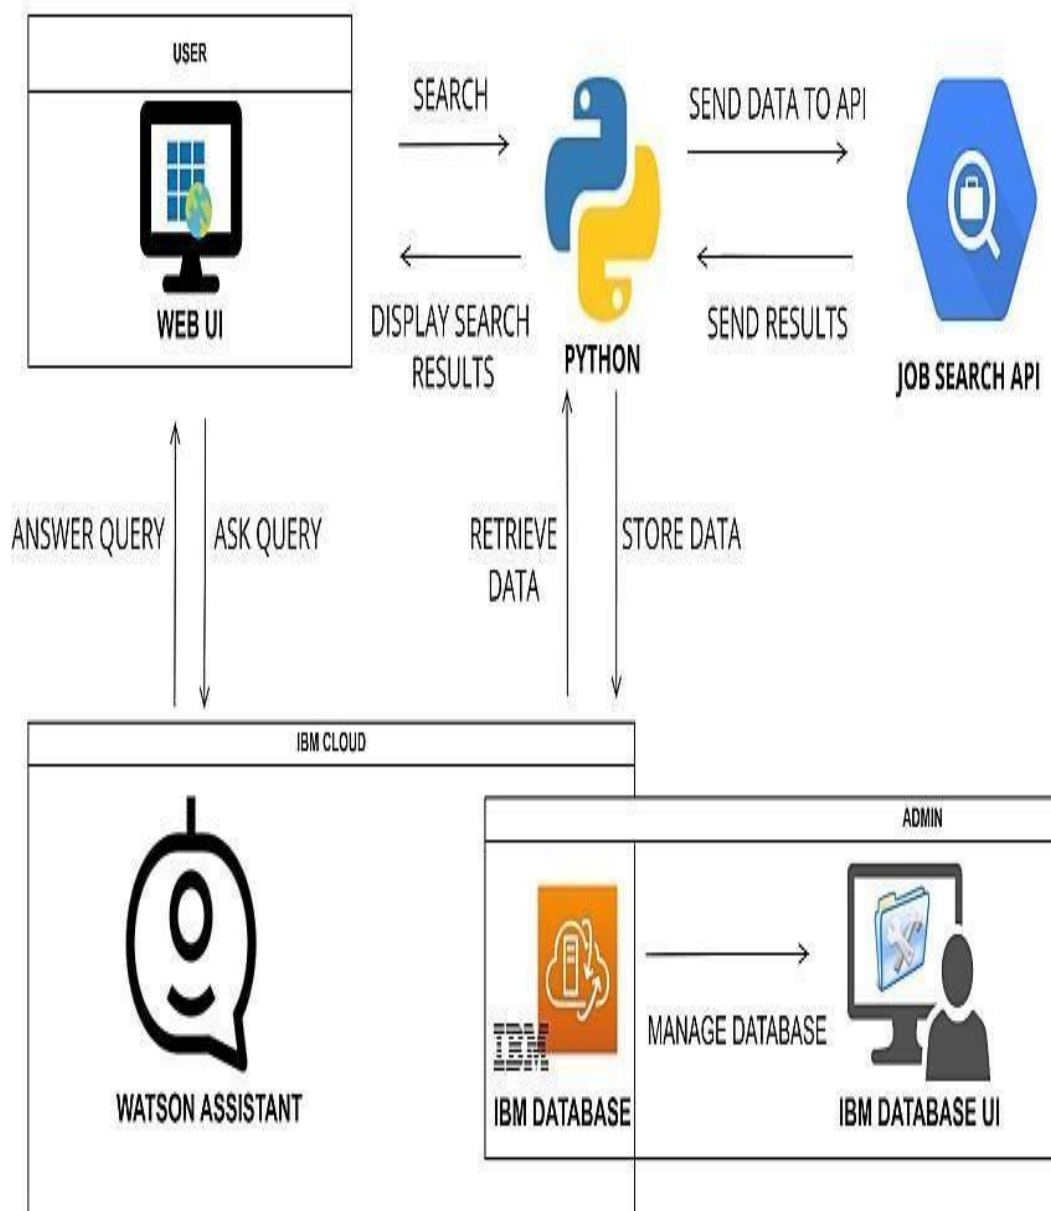 USER
WEB UI
SEARCH
DISPLAY SEARCH
RESULTS
PYTHON
SEND DATA TO API
SEND RESULTS
JOB SEARCH API
ANSWER QUERY
ASK QUERY
RETRIEVE
DATA
STORE DATA
IBM CLOUD
WATSON ASSISTANT
ADMIN
IBM
IBM DATABASE
MANAGE DATABASE
IBM DATABASE UI